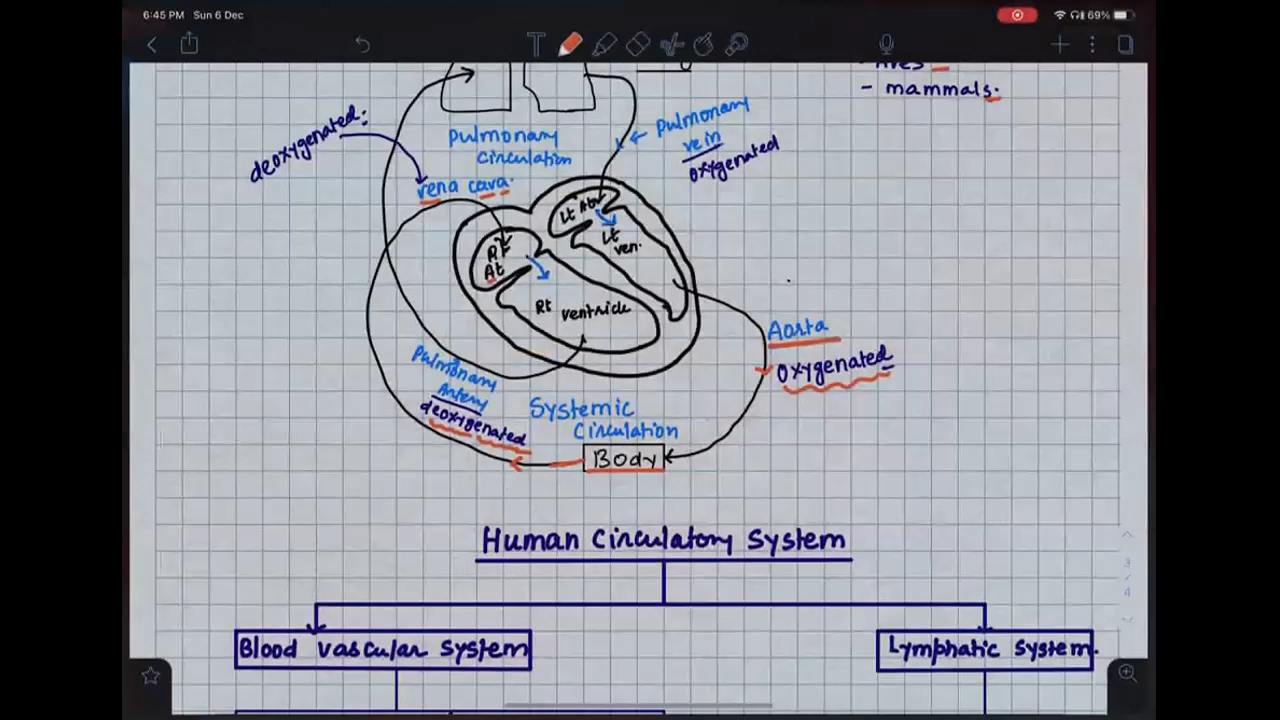 6:45 PM Sun 6 Dec
69%
- mammals.
deoxygenated:
Pulmonary
Circulation
Pulmonary
vein
oxygenated
vena cava.
Lt Atr
Lt
ven.
Rt
At
Rt ventricle
Aorta
oxygenated
Pulmonary
Artery
deoxygenated
Systemic
Circulation
Body
3
/
4
Human Circulatory System
Blood vascular System
Lymphatic System.